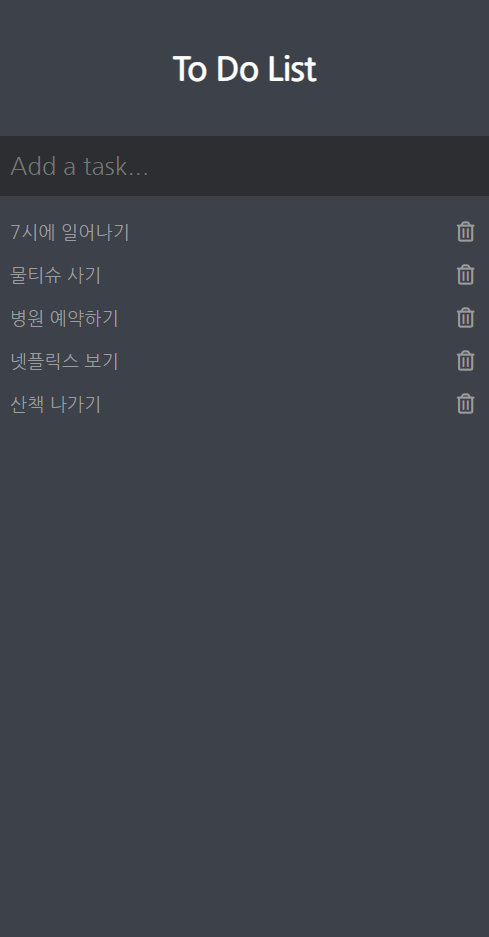 To Do List
Add a task...
7시에 일어나기
물티슈 사기
병원 예약하기
넷플릭스 보기
산책 나가기